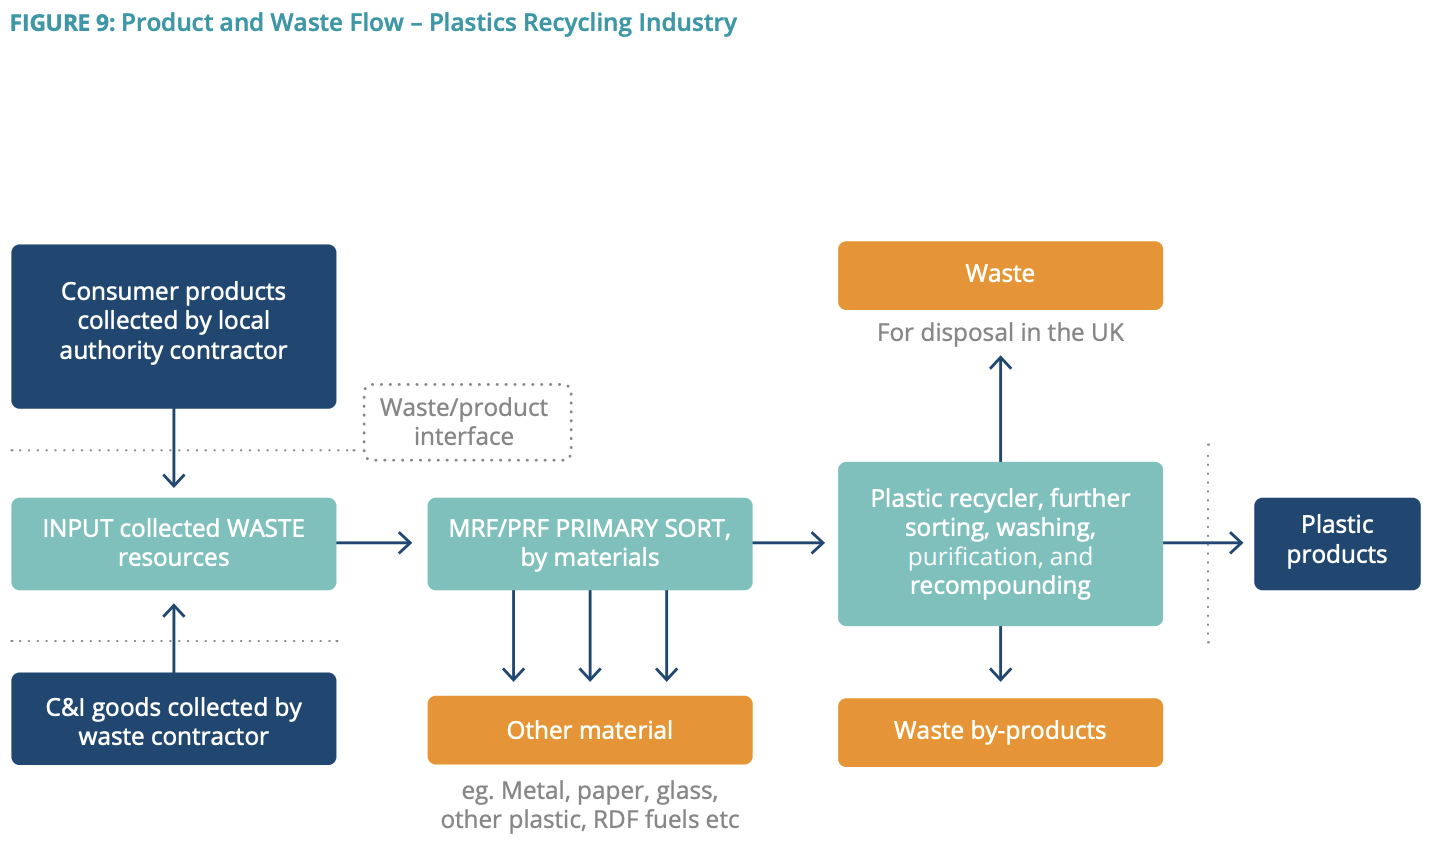 FIGURE 9: Product and Waste Flow – Plastics Recycling Industry
Consumer products
collected by local
authority contractor
Waste/product
interface
INPUT collected WASTE
resources
C&I goods collected by
waste contractor
MRF/PRF PRIMARY SORT,
by materials
Other material
eg. Metal, paper, glass,
other plastic, RDF fuels etc
Waste
For disposal in the UK
Plastic recycler, further
sorting, washing,
purification, and
recompounding
Waste by-products
Plastic
products